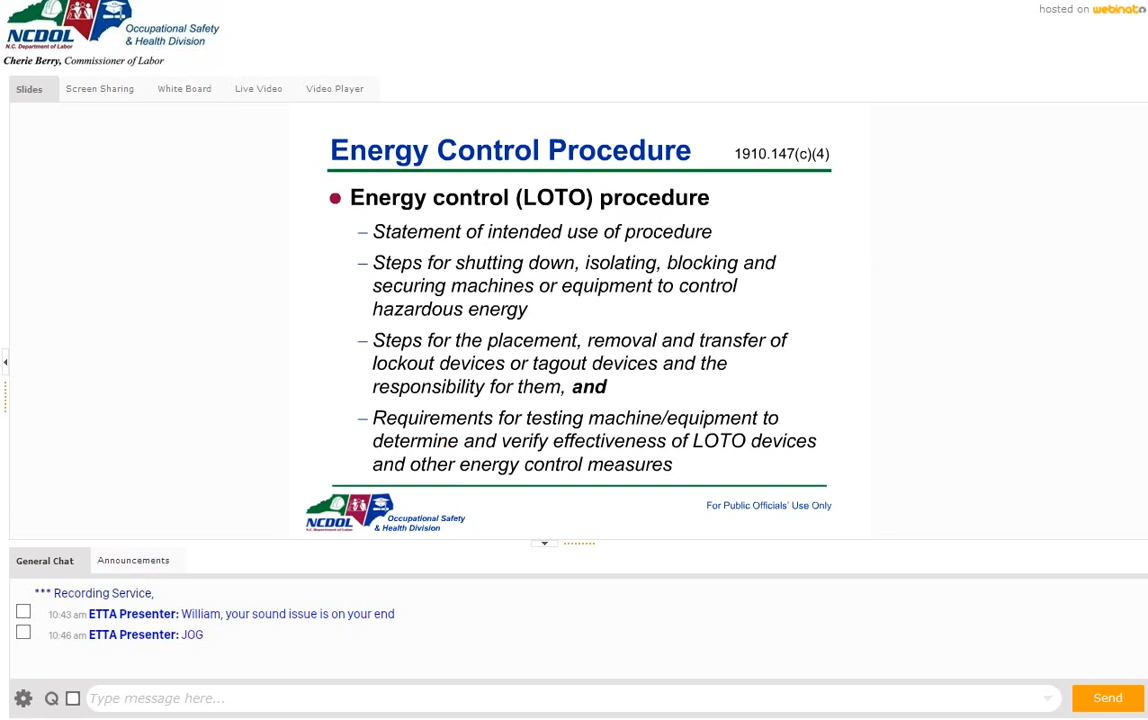 hosted on webinato
NCDOL
N.C. Department of Labor
Occupational Safety
& Health Division
Cherie Berry, Commissioner of Labor
Slides
Screen Sharing
White Board
Live Video
Video Player
Energy Control Procedure
1910.147(c)(4)
Energy control (LOTO) procedure
– Statement of intended use of procedure
– Steps for shutting down, isolating, blocking and
securing machines or equipment to control
hazardous energy
– Steps for the placement, removal and transfer of
lockout devices or tagout devices and the
responsibility for them, and
– Requirements for testing machine/equipment to
determine and verify effectiveness of LOTO devices
and other energy control measures
NCDOL
N.C. Department of Labor
Occupational Safety
& Health Division
For Public Officials' Use Only
General Chat
Announcements
*** Recording Service,
10:43 am ETTA Presenter: William, your sound issue is on your end
10:46 am ETTA Presenter: JOG
Q
Type message here...
Send